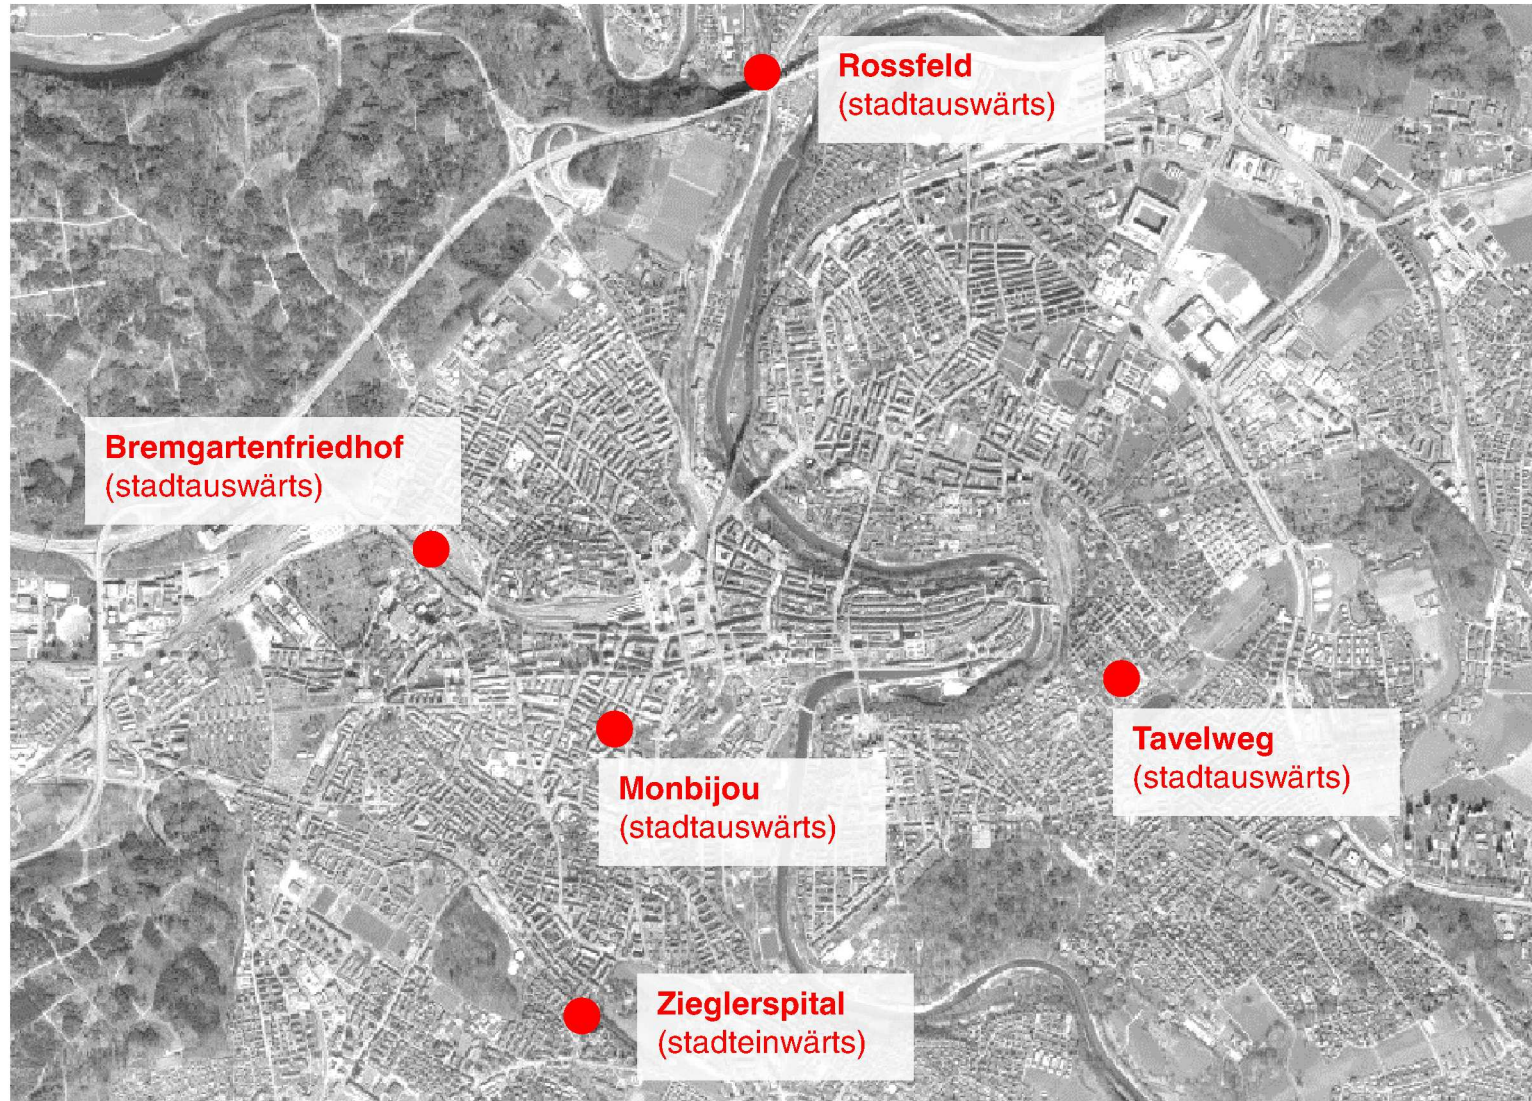 Rossfeld
(stadtauswärts)
Bremgartenfriedhof
(stadtauswärts)
Tavelweg
(stadtauswärts)
Monbijou
(stadtauswärts)
Zieglerspital
(stadteinwärts)